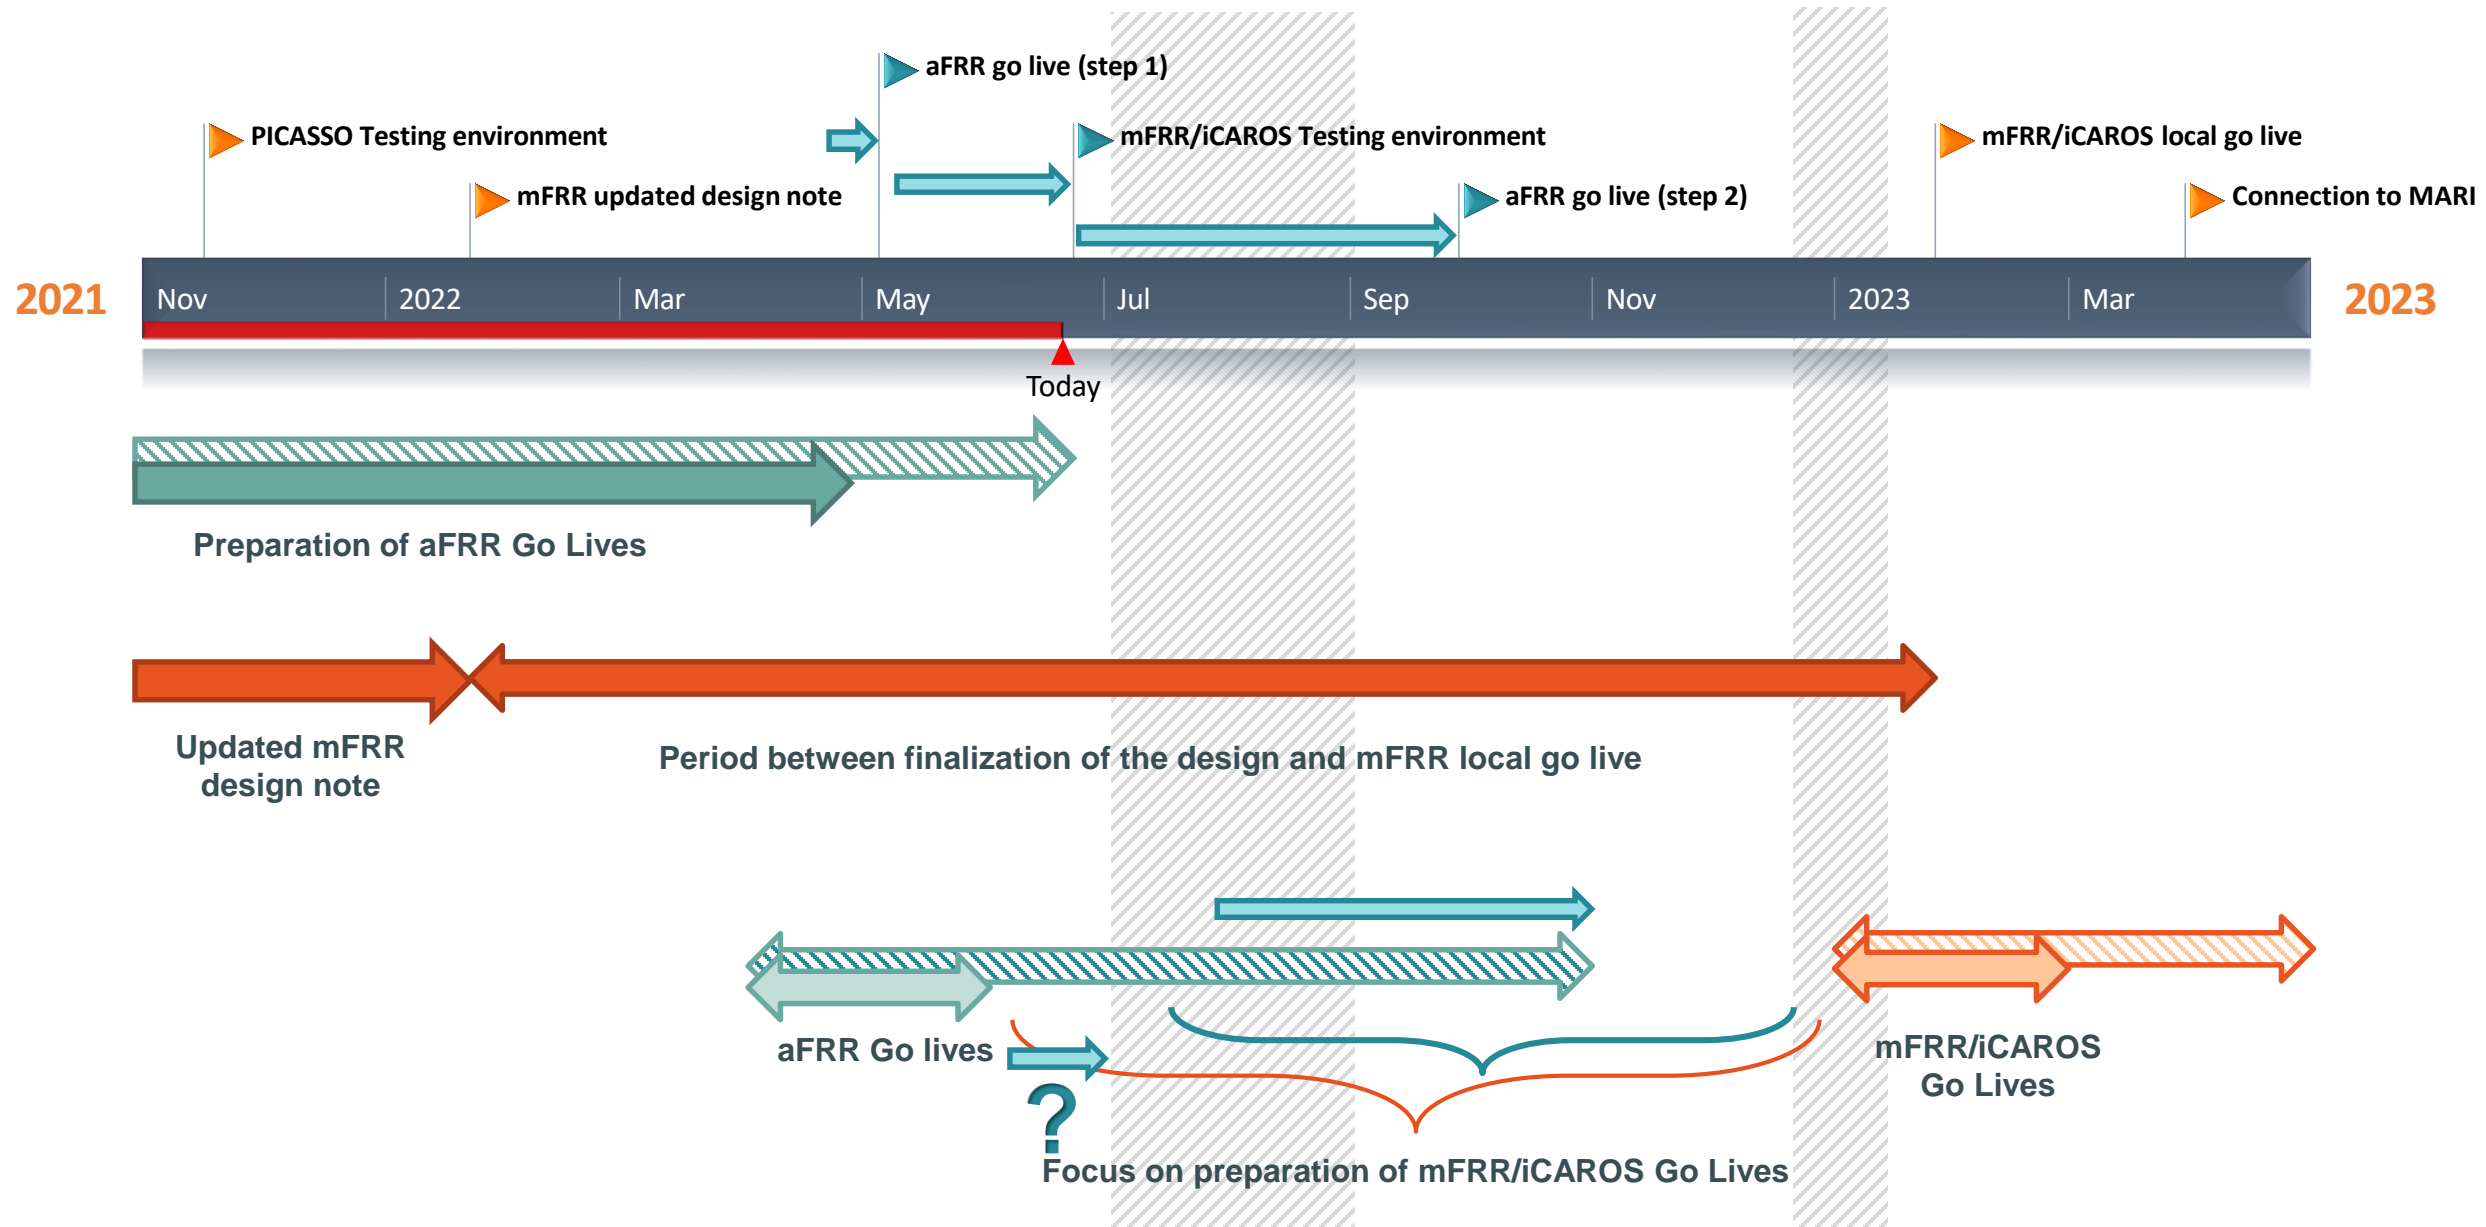 aFRR go live (step 1)
PICASSO Testing environment
mFRR/iCAROS Testing environment
mFRR/iCAROS local go live
mFRR updated design note
aFRR go live (step 2)
Connection to MARI
2021
Nov
2022
Mar
May
Jul
Sep
Nov
2023
Mar
2023
Today
Preparation of aFRR Go Lives
Updated mFRR
design note
Period between finalization of the design and mFRR local go live
aFRR Go lives
mFRR/iCAROS
Go Lives
?
Focus on preparation of mFRR/iCAROS Go Lives